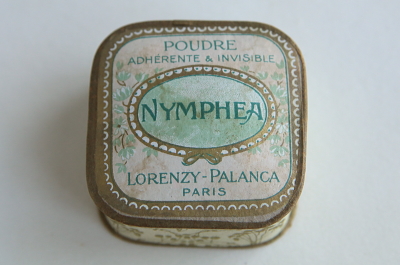 POUDRE
ADHÉRENTE & INVISIBLE
NYMPHEA
LORENZY-PALANCA
PARIS